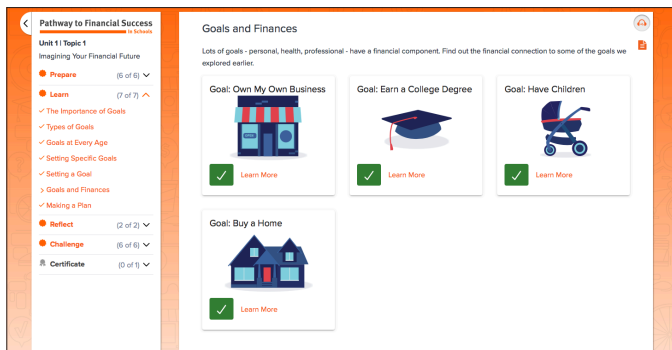 Pathway to Financial Success
in Schools
Unit 1 | Topic 1
Imagining Your Financial Future
Prepare (6 of 6)
Learn (7 of 7)
The Importance of Goals
Types of Goals
Goals at Every Age
Setting Specific Goals
Setting a Goal
Goals and Finances
Making a Plan
Reflect (2 of 2)
Challenge (6 of 6)
Certificate (0 of 1)
Goals and Finances
Lots of goals - personal, health, professional - have a financial component. Find out the financial connection to some of the goals we
explored earlier.
Goal: Own My Own Business
OPEN
Learn More
Goal: Earn a College Degree
Learn More
Goal: Have Children
Learn More
Goal: Buy a Home
Learn More